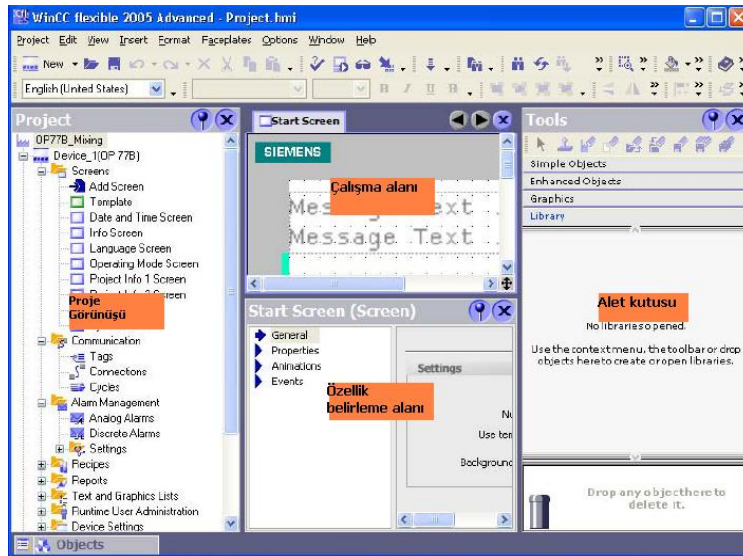 WinCC flexible 2005 Advanced - Project.hmi
Project Edit View Insert Format Faceplates Options Window Help
New
English (United States)
B I U B
Project
OP77B_Mixing
Device_1(OP 77B)
Screens
Add Screen
Template
Date and Time Screen
Info Screen
Language Screen
Operating Mode Screen
Project Info 1 Screen
Proje
Görünüşü
Communication
Tags
Connections
Cycles
Alarm Management
Analog Alarms
Discrete Alarms
Settings
Recipes
Reports
Text and Graphics Lists
Runtime User Administration
Device Settings
Objects
Start Screen
SIEMENS
Çalışma alanı
Message Text ..
Message Text ..
Start Screen (Screen)
General
Properties
Animations
Events
Settings
Özellik
belirleme alanı
Use
Background
Tools
Simple Objects
Enhanced Objects
Graphics
Library
Alet kutusu
No libraries opened.
Use the context menu, the toolbar or drop
objects here to create or open libraries.
Drop any object here to
delete it.